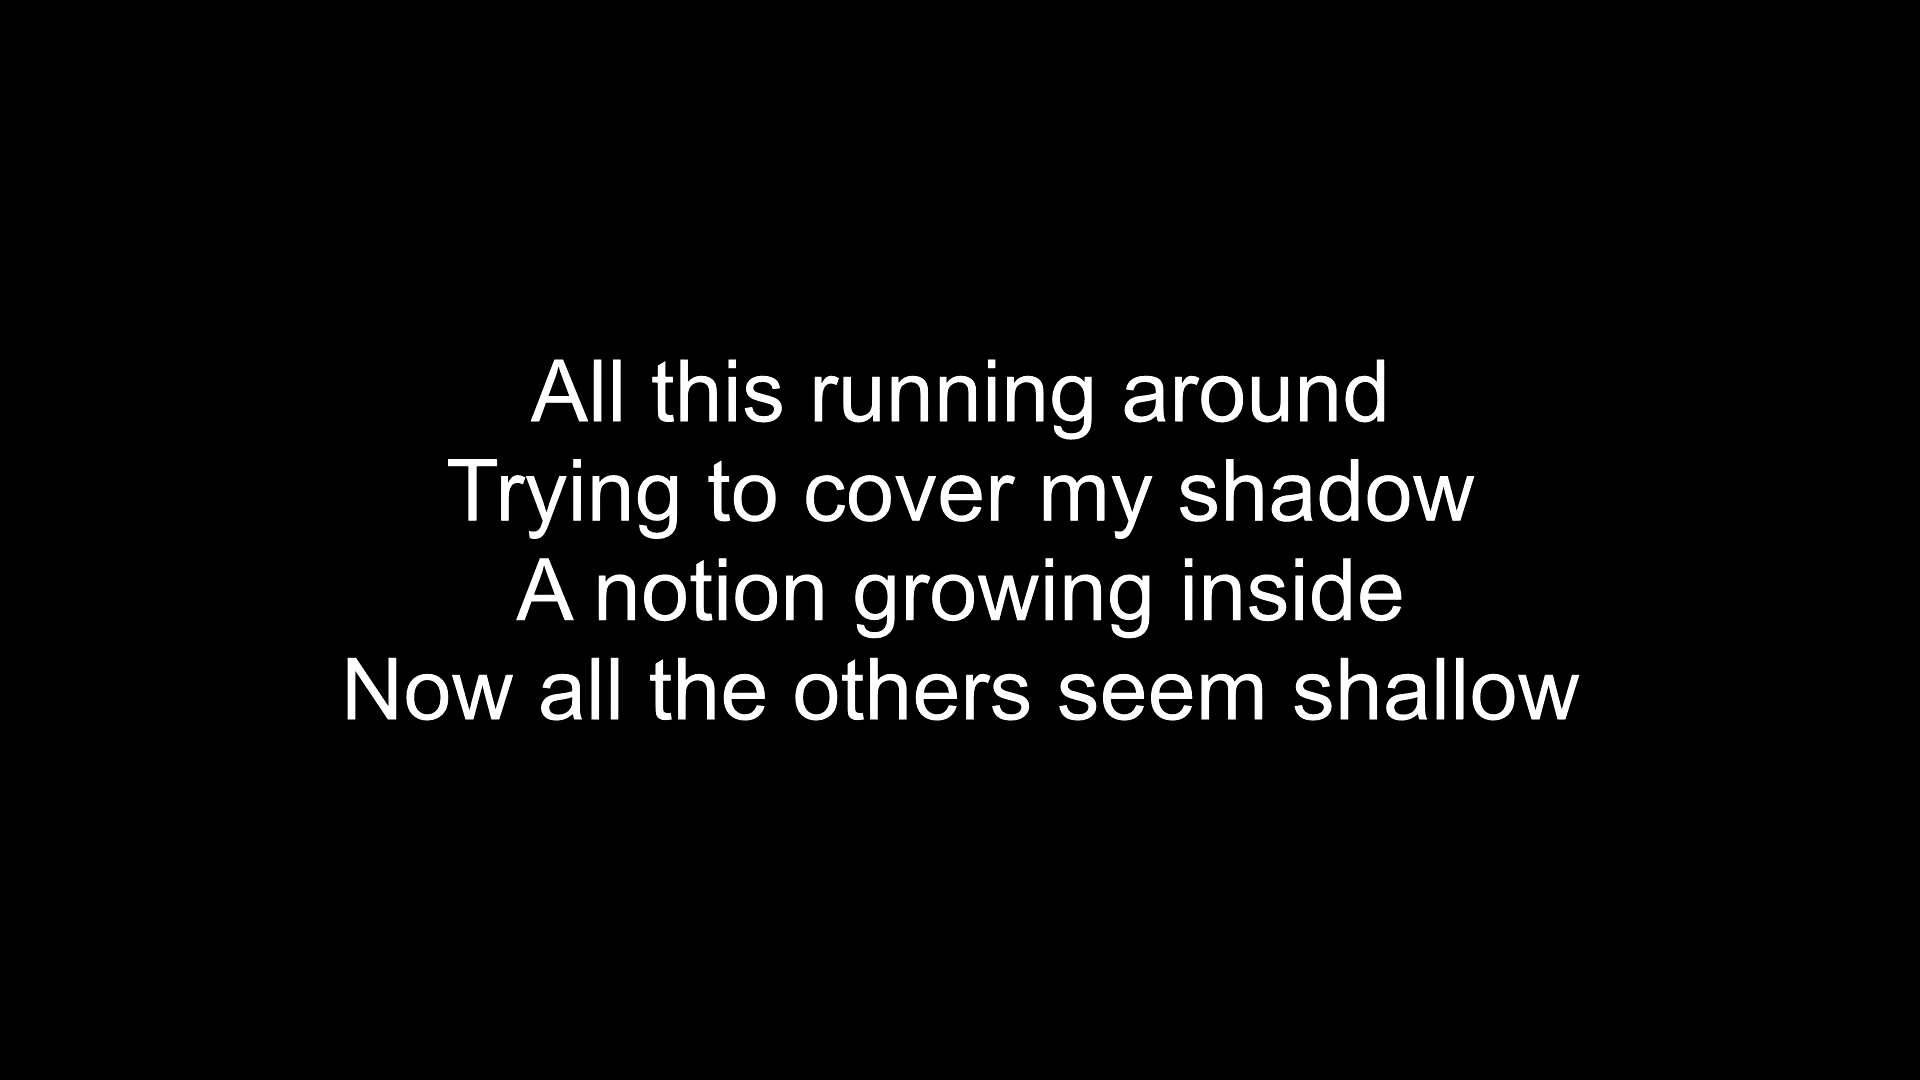 All this running around
Trying to cover my shadow
A notion growing inside
Now all the others seem shallow